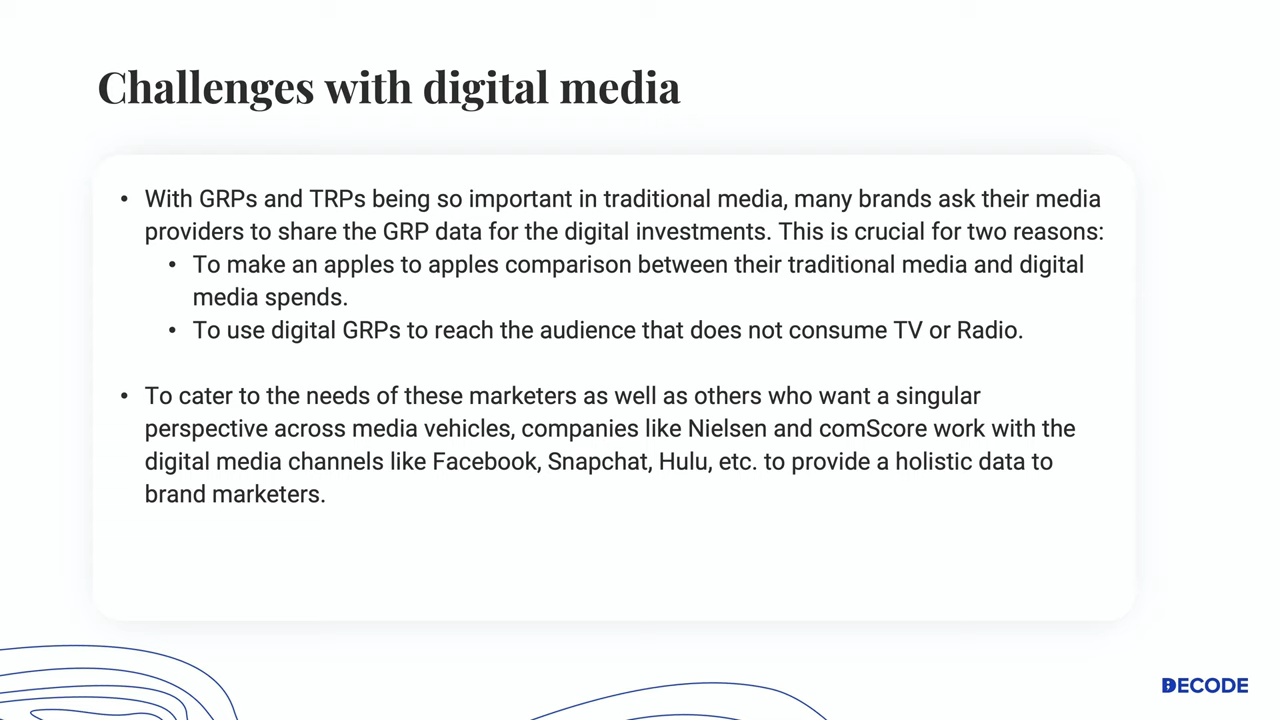 Challenges with digital media
• With GRPs and TRPs being so important in traditional media, many brands ask their media
providers to share the GRP data for the digital investments. This is crucial for two reasons:
• To make an apples to apples comparison between their traditional media and digital
media spends.
• To use digital GRPs to reach the audience that does not consume TV or Radio.
• To cater to the needs of these marketers as well as others who want a singular
perspective across media vehicles, companies like Nielsen and comScore work with the
digital media channels like Facebook, Snapchat, Hulu, etc. to provide a holistic data to
brand marketers.
DECODE